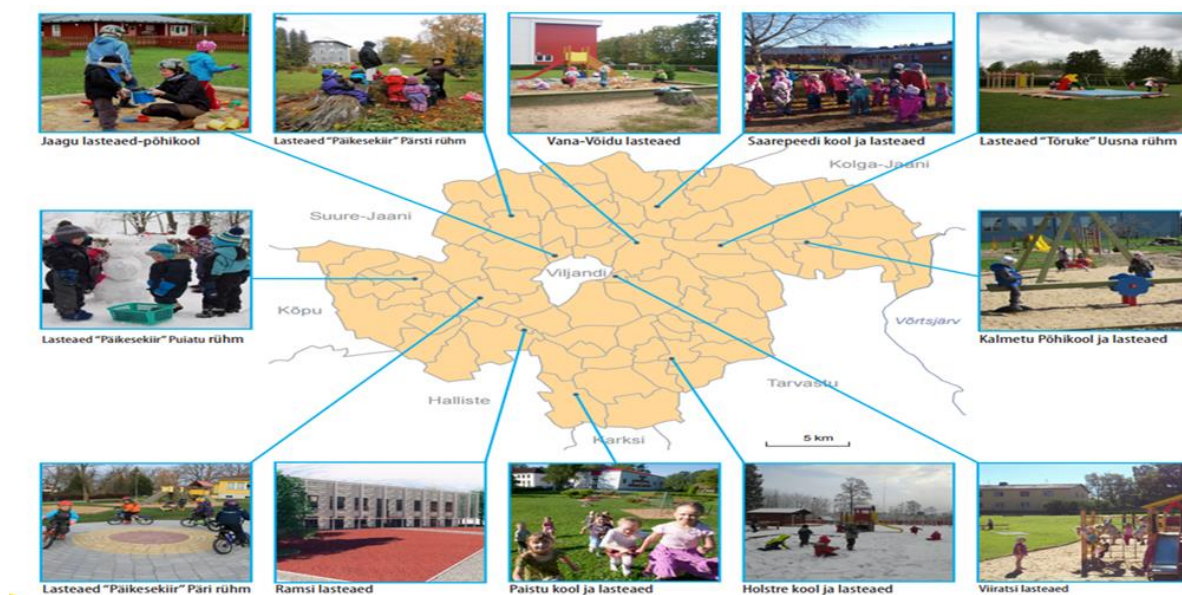 Jaagu lasteaed-põhikool
Lasteaed "Päikesekiir" Pärsti rühm
Vana-Võidu lasteaed
Saarepeedi kool ja lasteaed
Lasteaed "Tõruke" Uusna rühm
Kolga-Jaani
Suure-Jaani
Viljandi
Kõpu
Võrtsjärv
Lasteaed "Päikesekiir" Puiatu rühm
Kalmetu Põhikool ja lasteaed
Tarvastu
Halliste
Karksi
5 km
Lasteaed "Päikesekiir" Päri rühm
Ramsi lasteaed
Paistu kool ja lasteaed
Holstre kool ja lasteaed
Viiratsi lasteaed